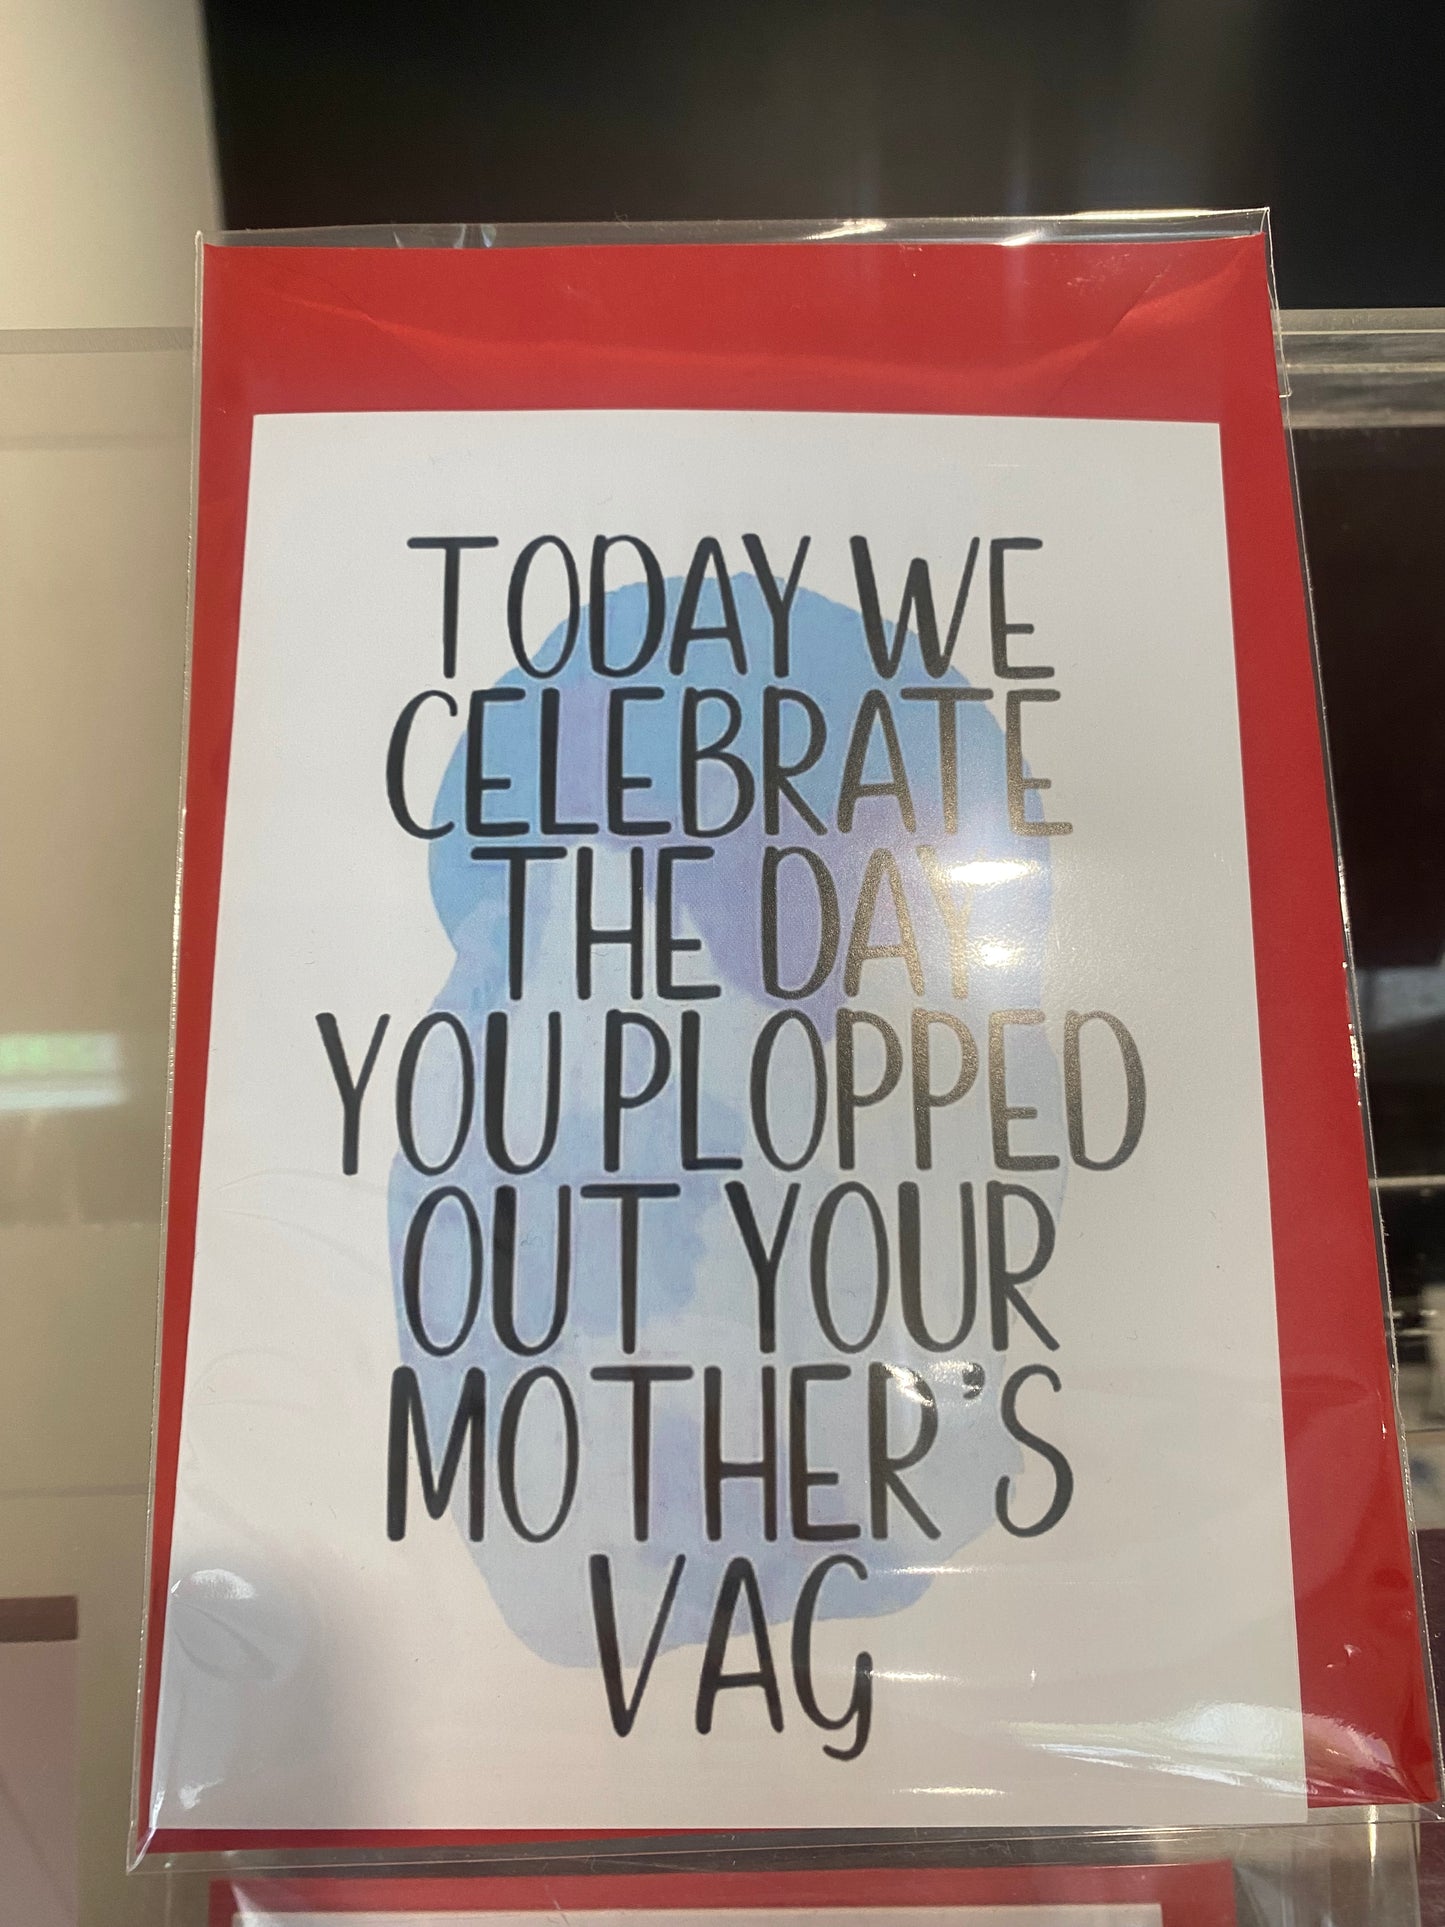 TODAY WE
CELEBRATE
THE DAY
YOU PLOPPED
OUT YOUR
MOTHER'S
VAG